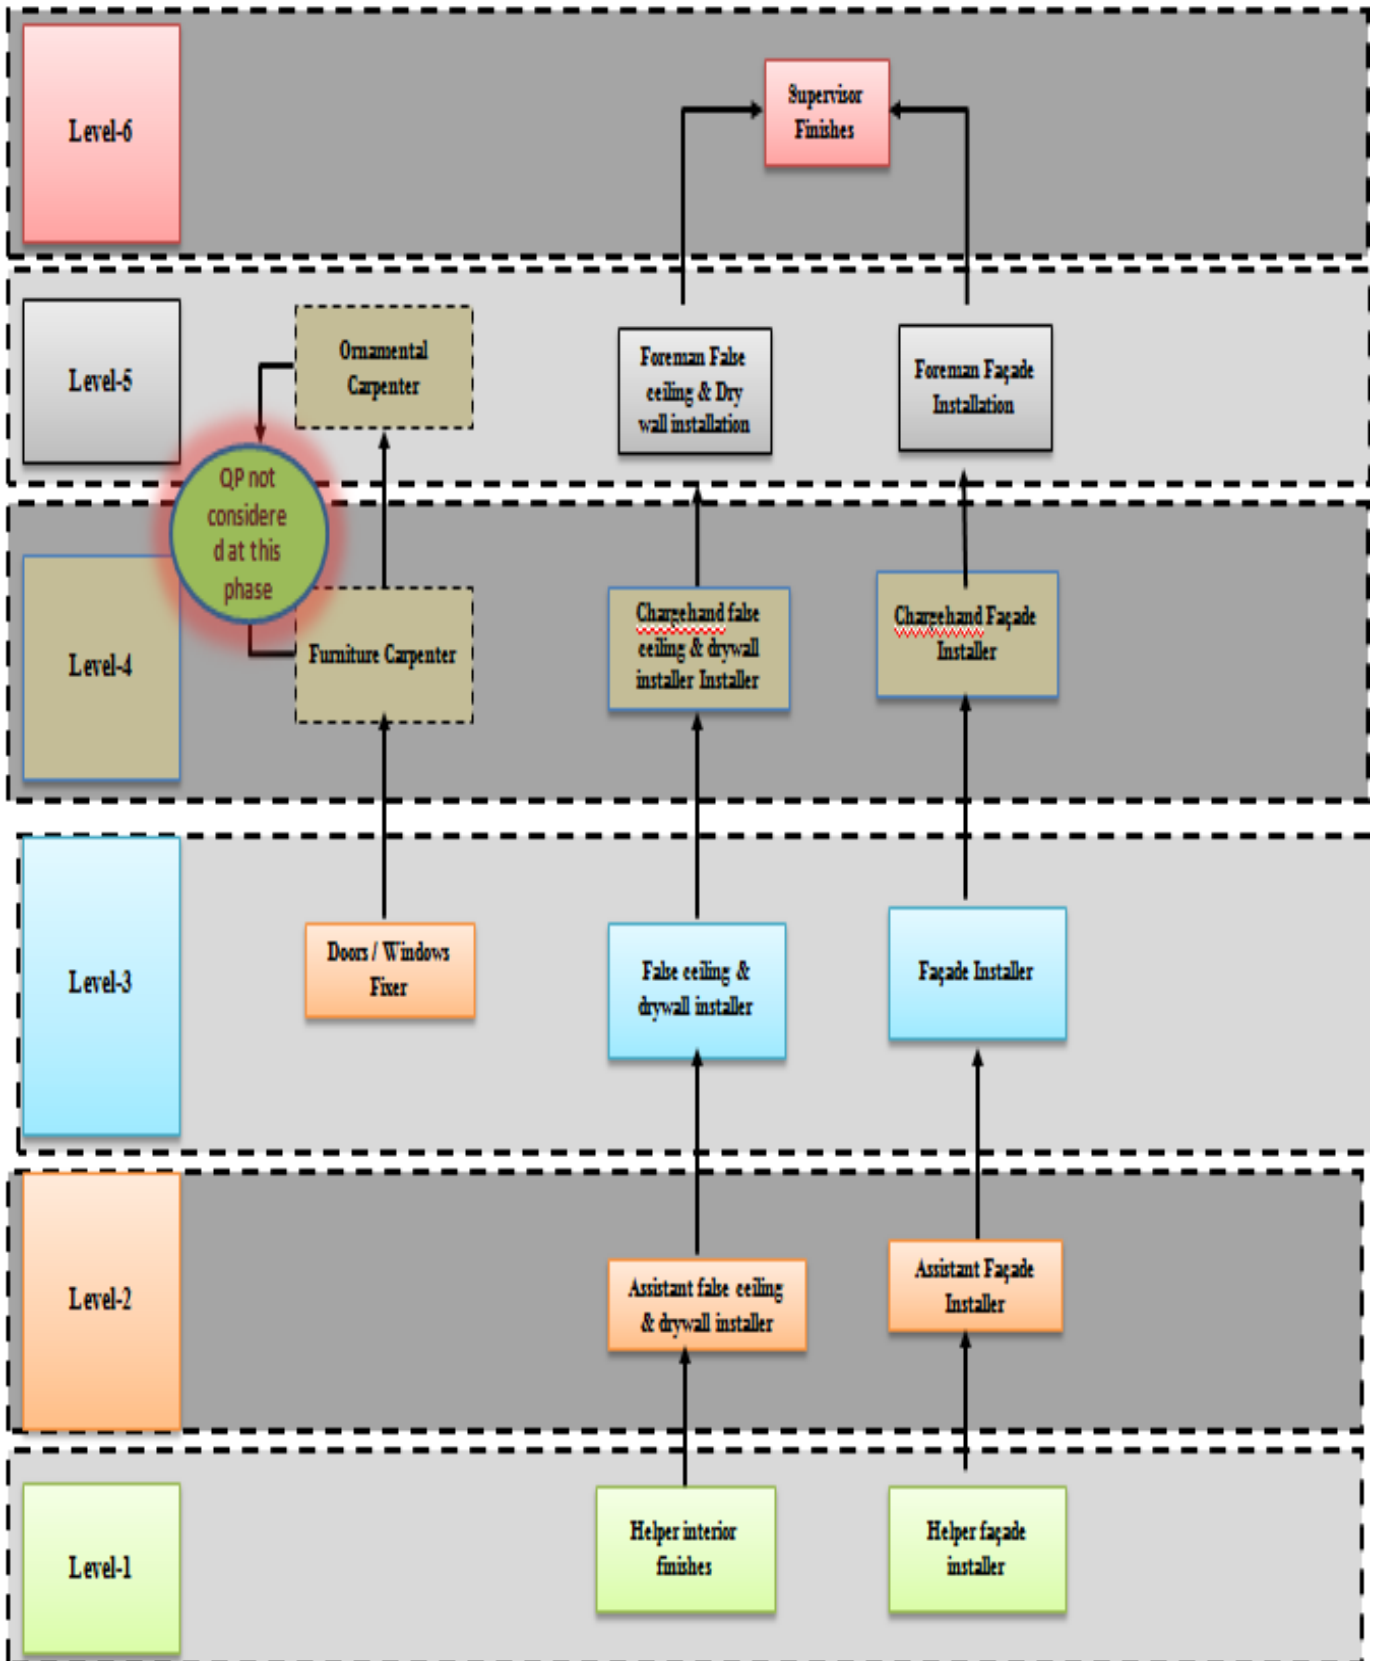 Level-6
Supervisor
Finishes
Level-5
Ornamental
Carpenter
Foreman False
ceiling & Dry
wall installation
Foreman Façade
Installation
QP not
considere
d at this
phase
Level-4
Furniture Carpenter
Chargehand false
ceiling & drywall
installer Installer
Chargehand Façade
Installer
Level-3
Doors / Windows
Fixer
False ceiling &
drywall installer
Façade Installer
Level-2
Assistant false ceiling
& drywall installer
Assistant Façade
Installer
Level-1
Helper interior
finishes
Helper façade
installer